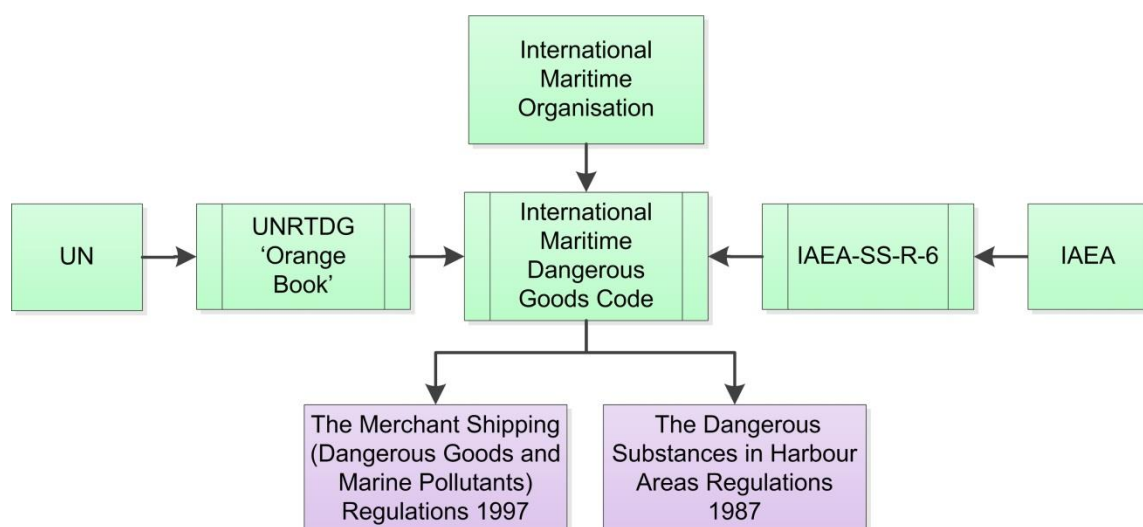 International
Maritime
Organisation
UN
UNRTDG
‘Orange
Book’
International
Maritime
Dangerous
Goods Code
IAEA-SS-R-6
IAEA
The Merchant Shipping
(Dangerous Goods and
Marine Pollutants)
Regulations 1997
The Dangerous
Substances in Harbour
Areas Regulations
1987